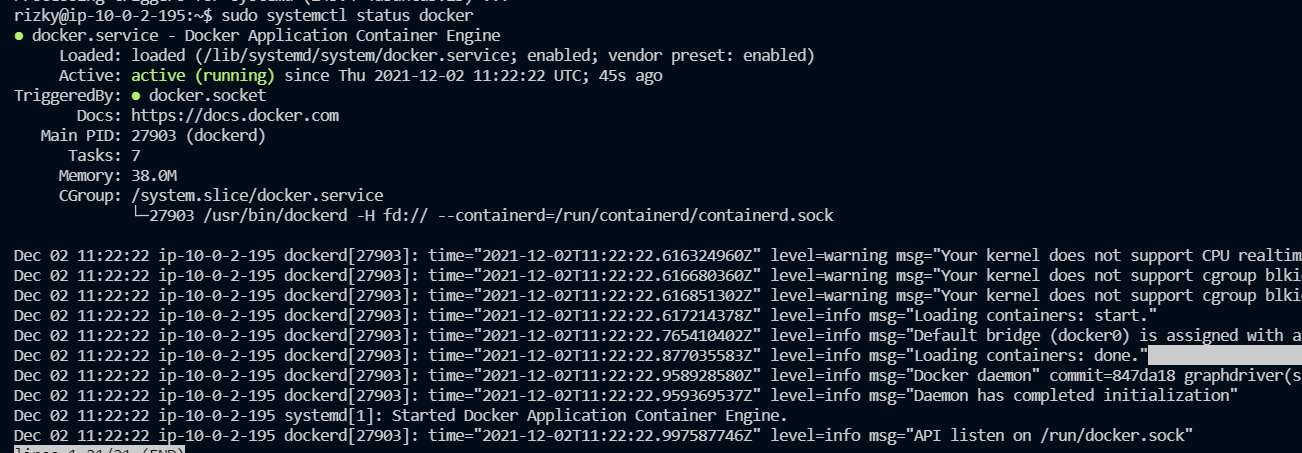 rizky@ip-10-0-2-195:~$ sudo systemctl status docker
● docker.service - Docker Application Container Engine
Loaded: loaded (/lib/systemd/system/docker.service; enabled; vendor preset: enabled)
Active: active (running) since Thu 2021-12-02 11:22:22 UTC; 45s ago
TriggeredBy: ● docker.socket
Docs: https://docs.docker.com
Main PID: 27903 (dockerd)
Tasks: 7
Memory: 38.0M
CGroup: /system.slice/docker.service
└─27903 /usr/bin/dockerd -H fd:// --containerd=/run/containerd/containerd.sock
Dec 02 11:22:22 ip-10-0-2-195 dockerd[27903]: time="2021-12-02T11:22:22.616324960Z" level=warning msg="Your kernel does not support CPU realtim
Dec 02 11:22:22 ip-10-0-2-195 dockerd[27903]: time="2021-12-02T11:22:22.616680360Z" level=warning msg="Your kernel does not support cgroup blki
Dec 02 11:22:22 ip-10-0-2-195 dockerd[27903]: time="2021-12-02T11:22:22.616851302Z" level=warning msg="Your kernel does not support cgroup blki
Dec 02 11:22:22 ip-10-0-2-195 dockerd[27903]: time="2021-12-02T11:22:22.617214378Z" level=info msg="Loading containers: start."
Dec 02 11:22:22 ip-10-0-2-195 dockerd[27903]: time="2021-12-02T11:22:22.765410402Z" level=info msg="Default bridge (docker0) is assigned with a
Dec 02 11:22:22 ip-10-0-2-195 dockerd[27903]: time="2021-12-02T11:22:22.877035583Z" level=info msg="Loading containers: done."
Dec 02 11:22:22 ip-10-0-2-195 dockerd[27903]: time="2021-12-02T11:22:22.958928580Z" level=info msg="Docker daemon" commit=847da18 graphdriver(s
Dec 02 11:22:22 ip-10-0-2-195 dockerd[27903]: time="2021-12-02T11:22:22.959369537Z" level=info msg="Daemon has completed initialization"
Dec 02 11:22:22 ip-10-0-2-195 systemd[1]: Started Docker Application Container Engine.
Dec 02 11:22:22 ip-10-0-2-195 dockerd[27903]: time="2021-12-02T11:22:22.997587746Z" level=info msg="API listen on /run/docker.sock"
lines 1-21/21 (END)